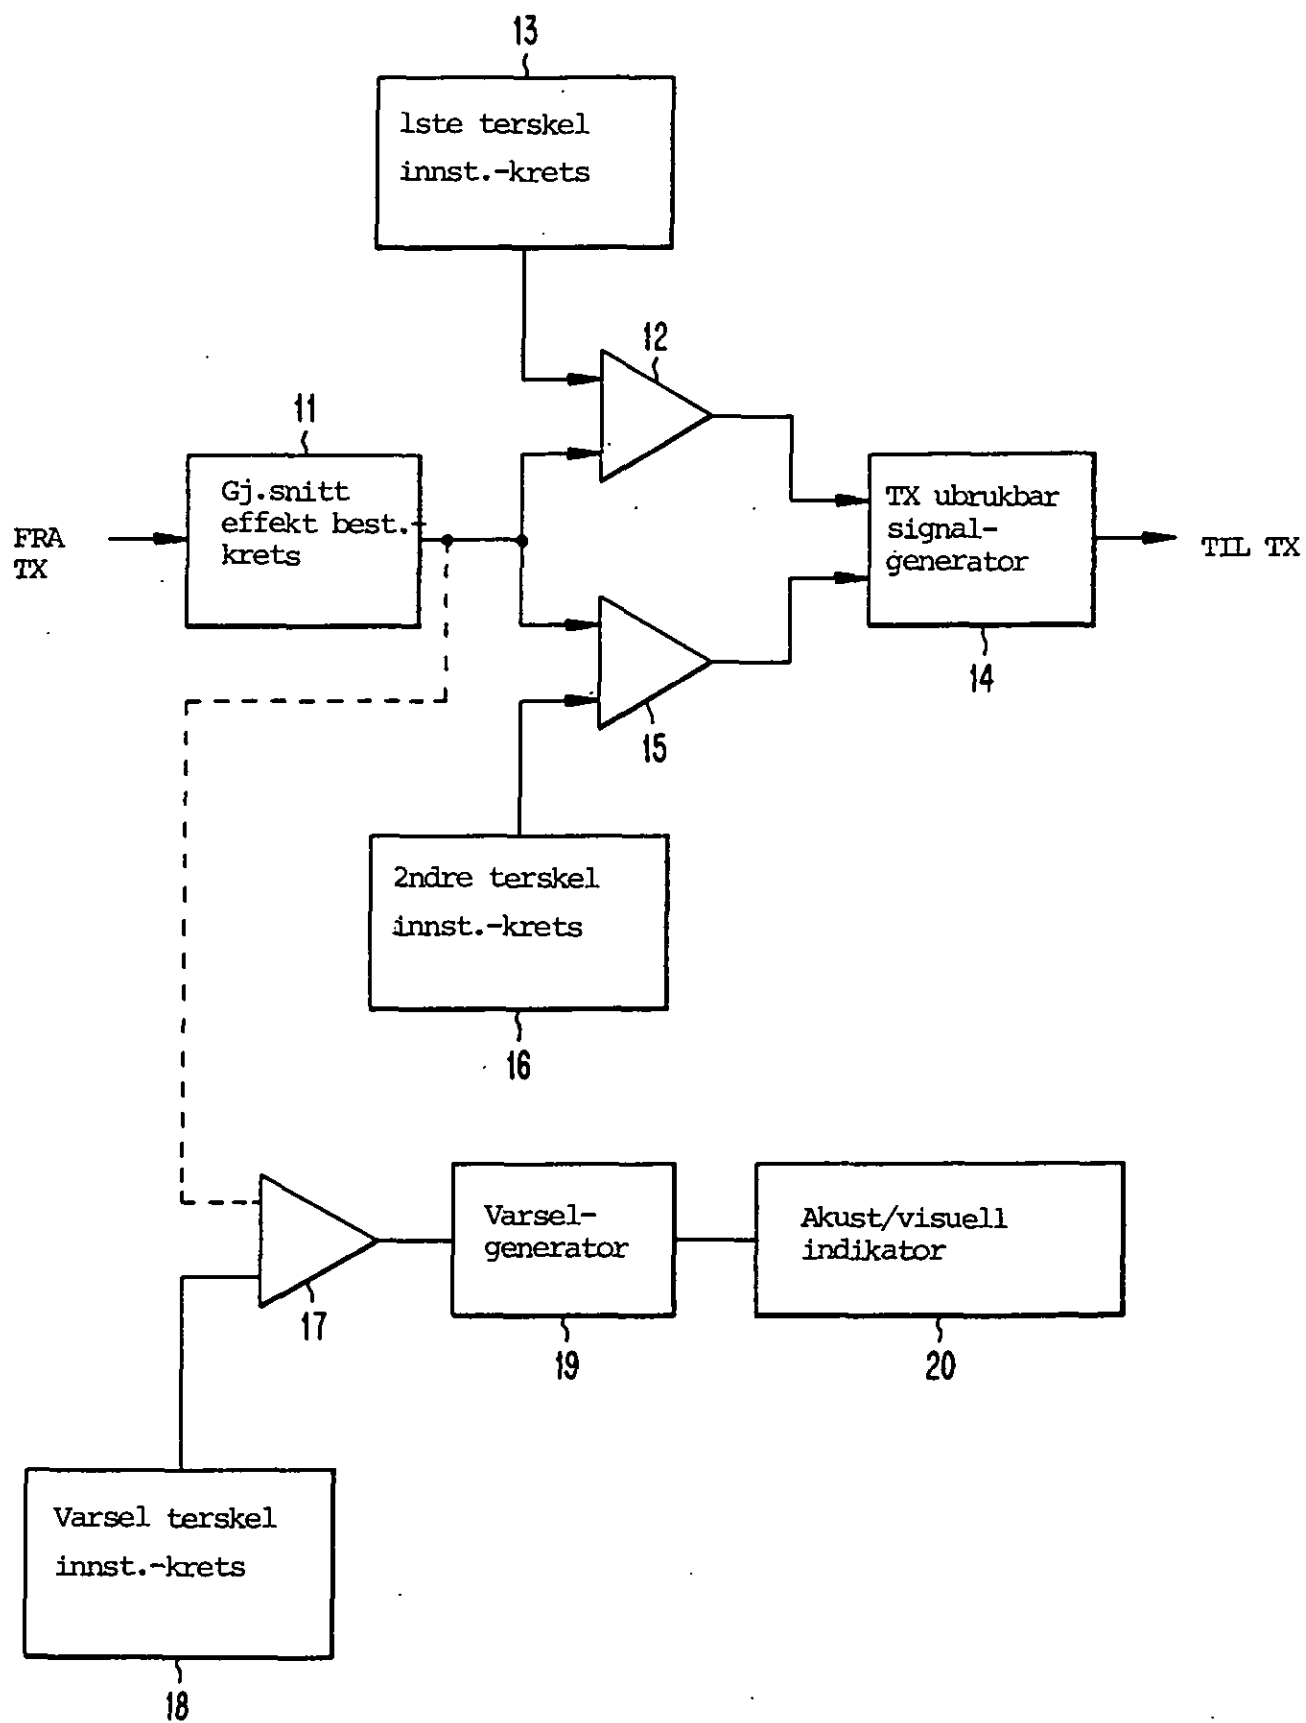 13
1ste terskel
innst.-krets
12
11
Gj.snitt
effekt best.-
krets
FRA
TX
TX ubrukbar
signal-
generator
TIL TX
14
15
2ndre terskel
innst.-krets
16
Varsel-
generator
Akust/visuell
indikator
17
19
20
Varsel terskel
innst.-krets
18